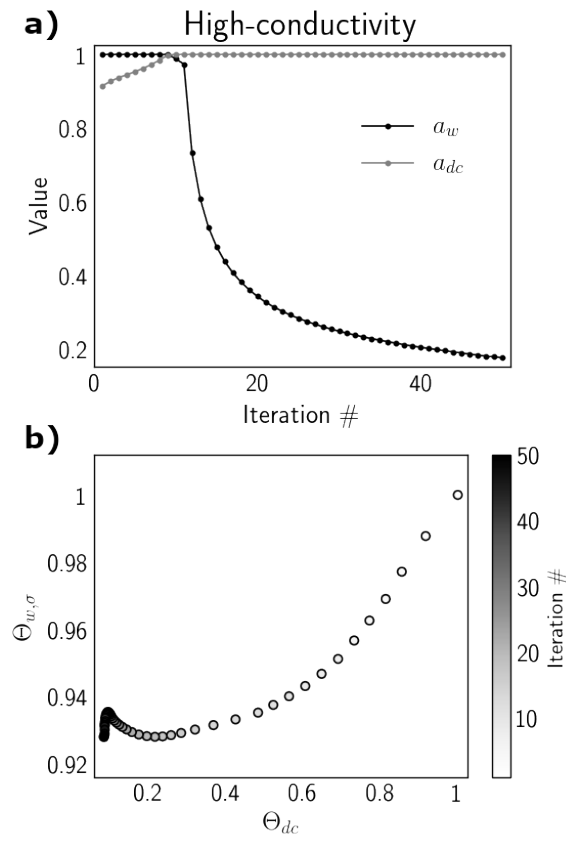 a) High-conductivity
1
0.8
0.6
0.4
0.2
Value
a_w
a_dc
0 20 40
Iteration #
b)
1
0.98
0.96
0.94
0.92
Θ_w,σ
0.2 0.4 0.6 0.8 1
Θ_dc
50
40
30
20
10
Iteration #